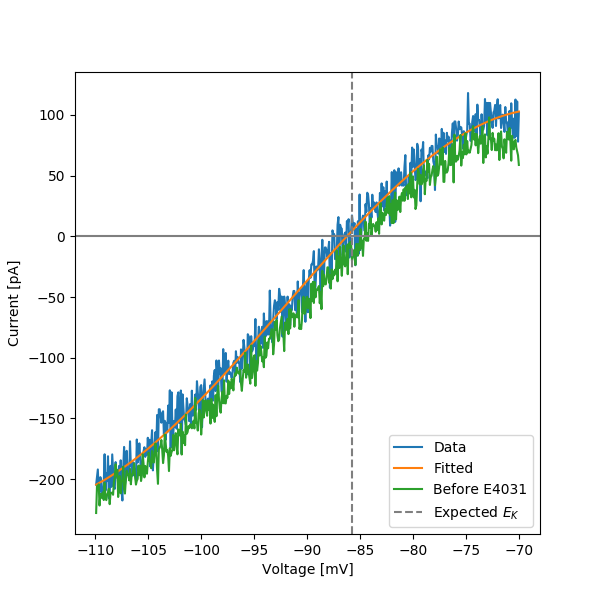 100
50
0
−50
−100
−150
−200
Current [pA]
Data
Fitted
Before E4031
Expected $E_K$
−110 −105 −100 −95 −90 −85 −80 −75 −70
Voltage [mV]